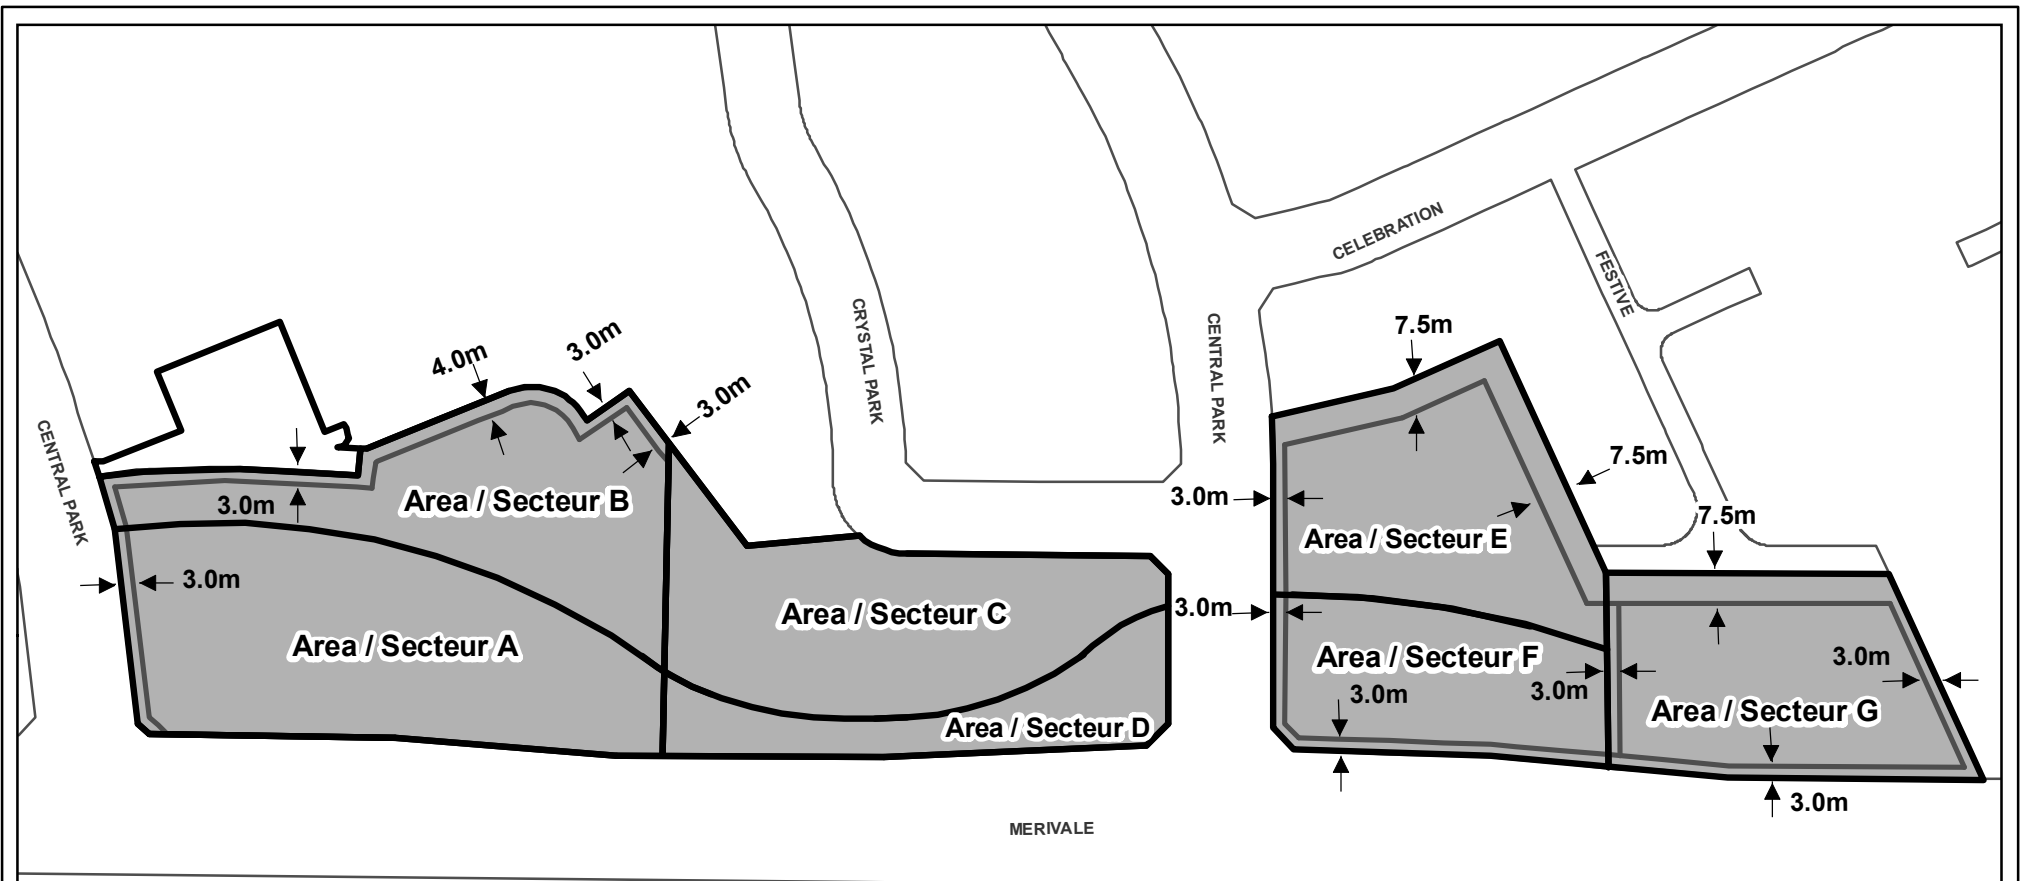 CELEBRATION
FESTIVE
CRYSTAL PARK
CENTRAL PARK
7.5m
4.0m
3.0m
3.0m
CENTRAL PARK
7.5m
3.0m
Area / Secteur B
3.0m
7.5m
Area / Secteur E
3.0m
Area / Secteur C
3.0m
Area / Secteur A
Area / Secteur F
3.0m
3.0m
3.0m
Area / Secteur G
Area / Secteur D
3.0m
MERIVALE